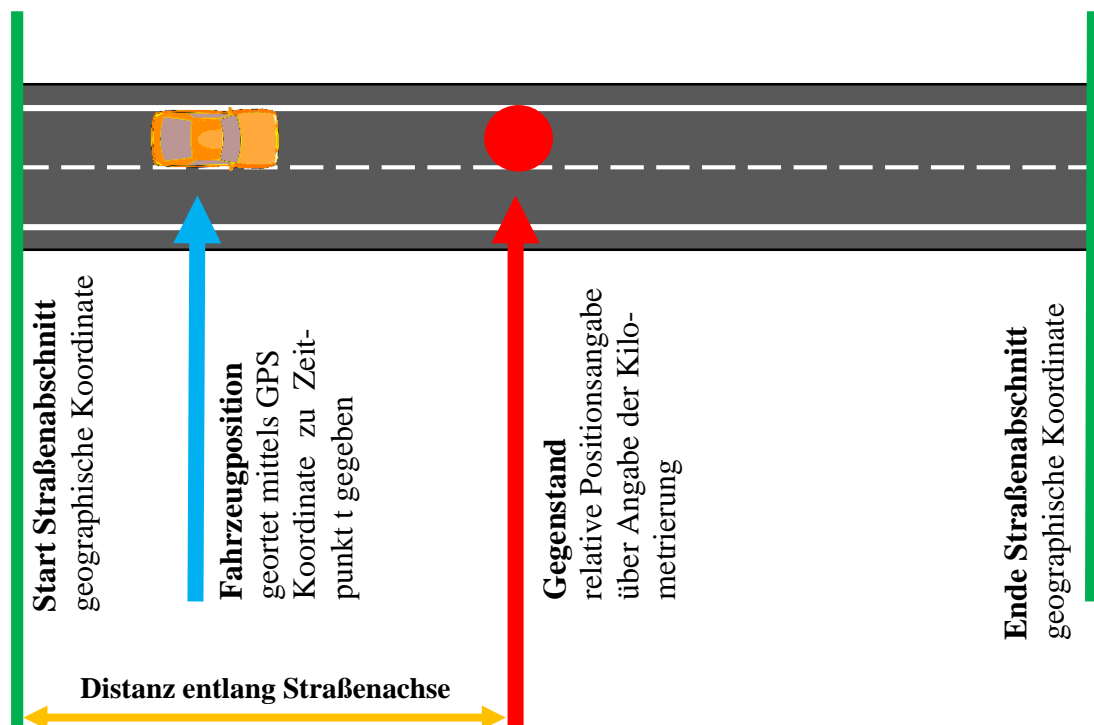 Start Straßenabschnitt
geographische Koordinate
Fahrzeugposition
geortet mittels GPS
Koordinate zu Zeit-
punkt t gegeben
Gegenstand
relative Positionsangabe
über Angabe der Kilo-
metrierung
Ende Straßenabschnitt
geographische Koordinate
Distanz entlang Straßenachse